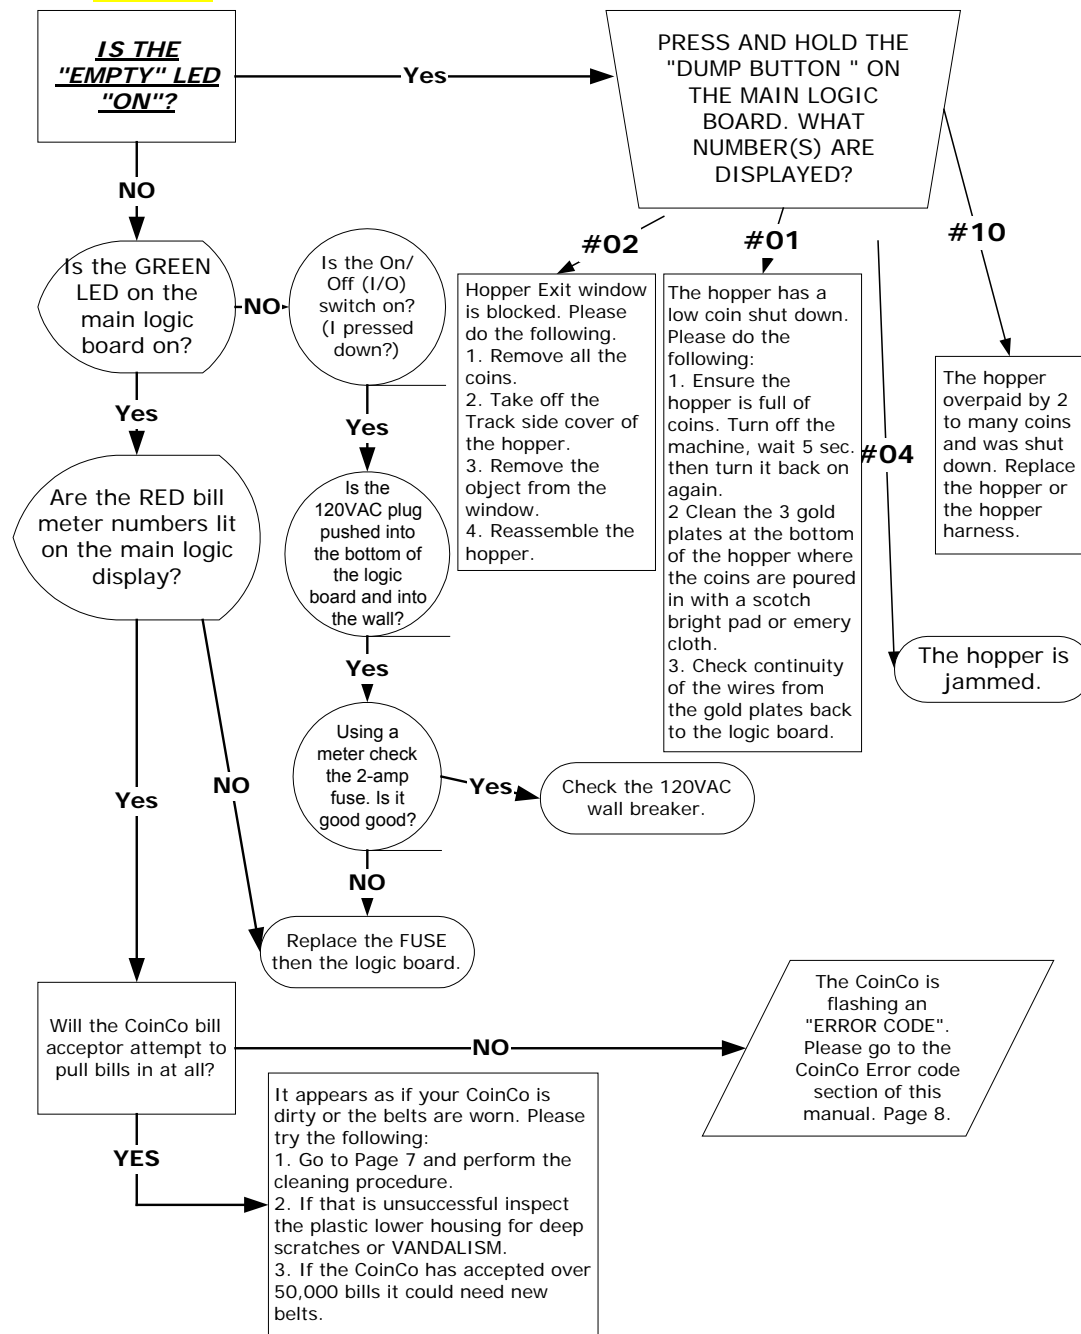 IS THE
"EMPTY" LED
"ON"?
Yes
PRESS AND HOLD THE
"DUMP BUTTON " ON
THE MAIN LOGIC
BOARD. WHAT
NUMBER(S) ARE
DISPLAYED?
NO
#02
#01
#10
Is the GREEN
LED on the
main logic
board on?
NO
Is the On/
Off (I/O)
switch on?
(I pressed
down?)
Hopper Exit window
is blocked. Please
do the following.
1. Remove all the
coins.
2. Take off the
Track side cover of
the hopper.
3. Remove the
object from the
window.
4. Reassemble the
hopper.
The hopper has a
low coin shut down.
Please do the
following:
1. Ensure the
hopper is full of
coins. Turn off the
machine, wait 5 sec.
then turn it back on
again.
2 Clean the 3 gold
plates at the bottom
of the hopper where
the coins are poured
in with a scotch
bright pad or emery
cloth.
3. Check continuity
of the wires from
the gold plates back
to the logic board.
#04
The hopper
overpaid by 2
to many coins
and was shut
down. Replace
the hopper or
the hopper
harness.
The hopper is
jammed.
Yes
Yes
Are the RED bill
meter numbers lit
on the main logic
display?
Is the
120VAC plug
pushed into
the bottom of
the logic
board and into
the wall?
Yes
Using a
meter check
the 2-amp
fuse. Is it
good good?
Yes
Check the 120VAC
wall breaker.
Yes
NO
NO
Replace the FUSE
then the logic board.
Will the CoinCo bill
acceptor attempt to
pull bills in at all?
NO
The CoinCo is
flashing an
"ERROR CODE".
Please go to the
CoinCo Error code
section of this
manual. Page 8.
YES
It appears as if your CoinCo is
dirty or the belts are worn. Please
try the following:
1. Go to Page 7 and perform the
cleaning procedure.
2. If that is unsuccessful inspect
the plastic lower housing for deep
scratches or VANDALISM.
3. If the CoinCo has accepted over
50,000 bills it could need new
belts.